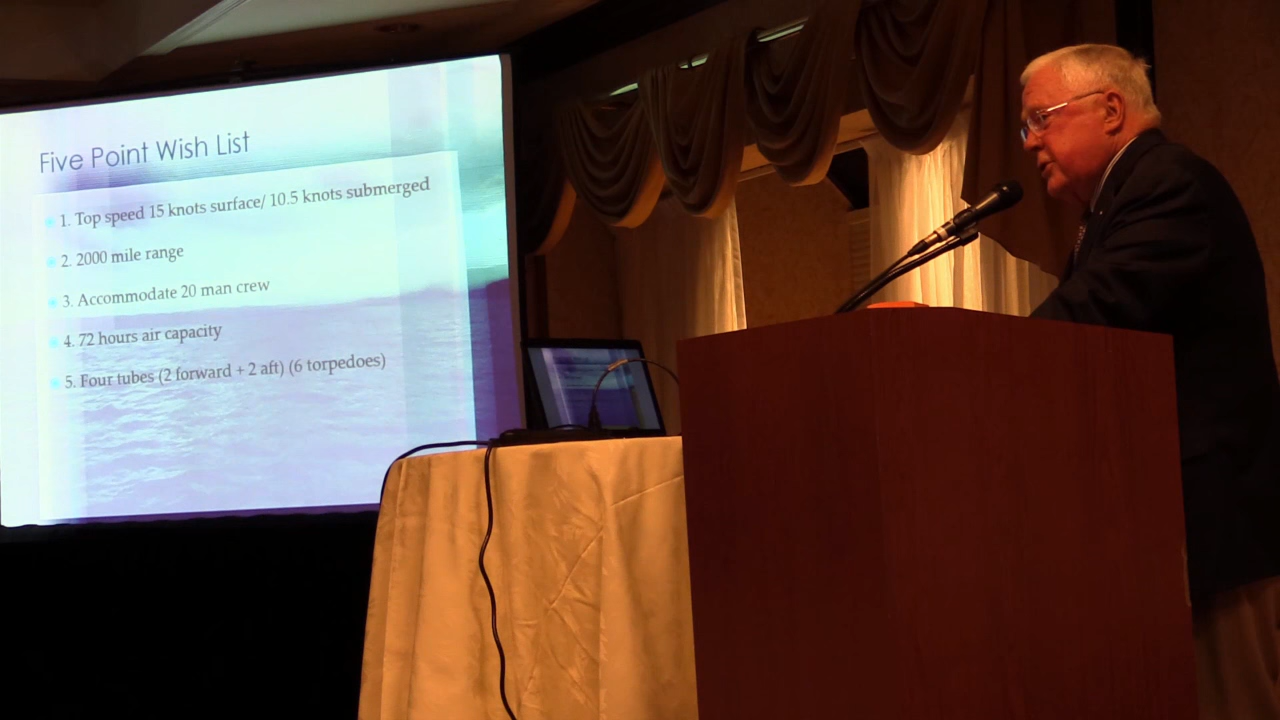 Five Point Wish List
1. Top speed 15 knots surface/ 10.5 knots submerged
2. 2000 mile range
3. Accommodate 20 man crew
4. 72 hours air capacity
5. Four tubes (2 forward + 2 aft) (6 torpedoes)